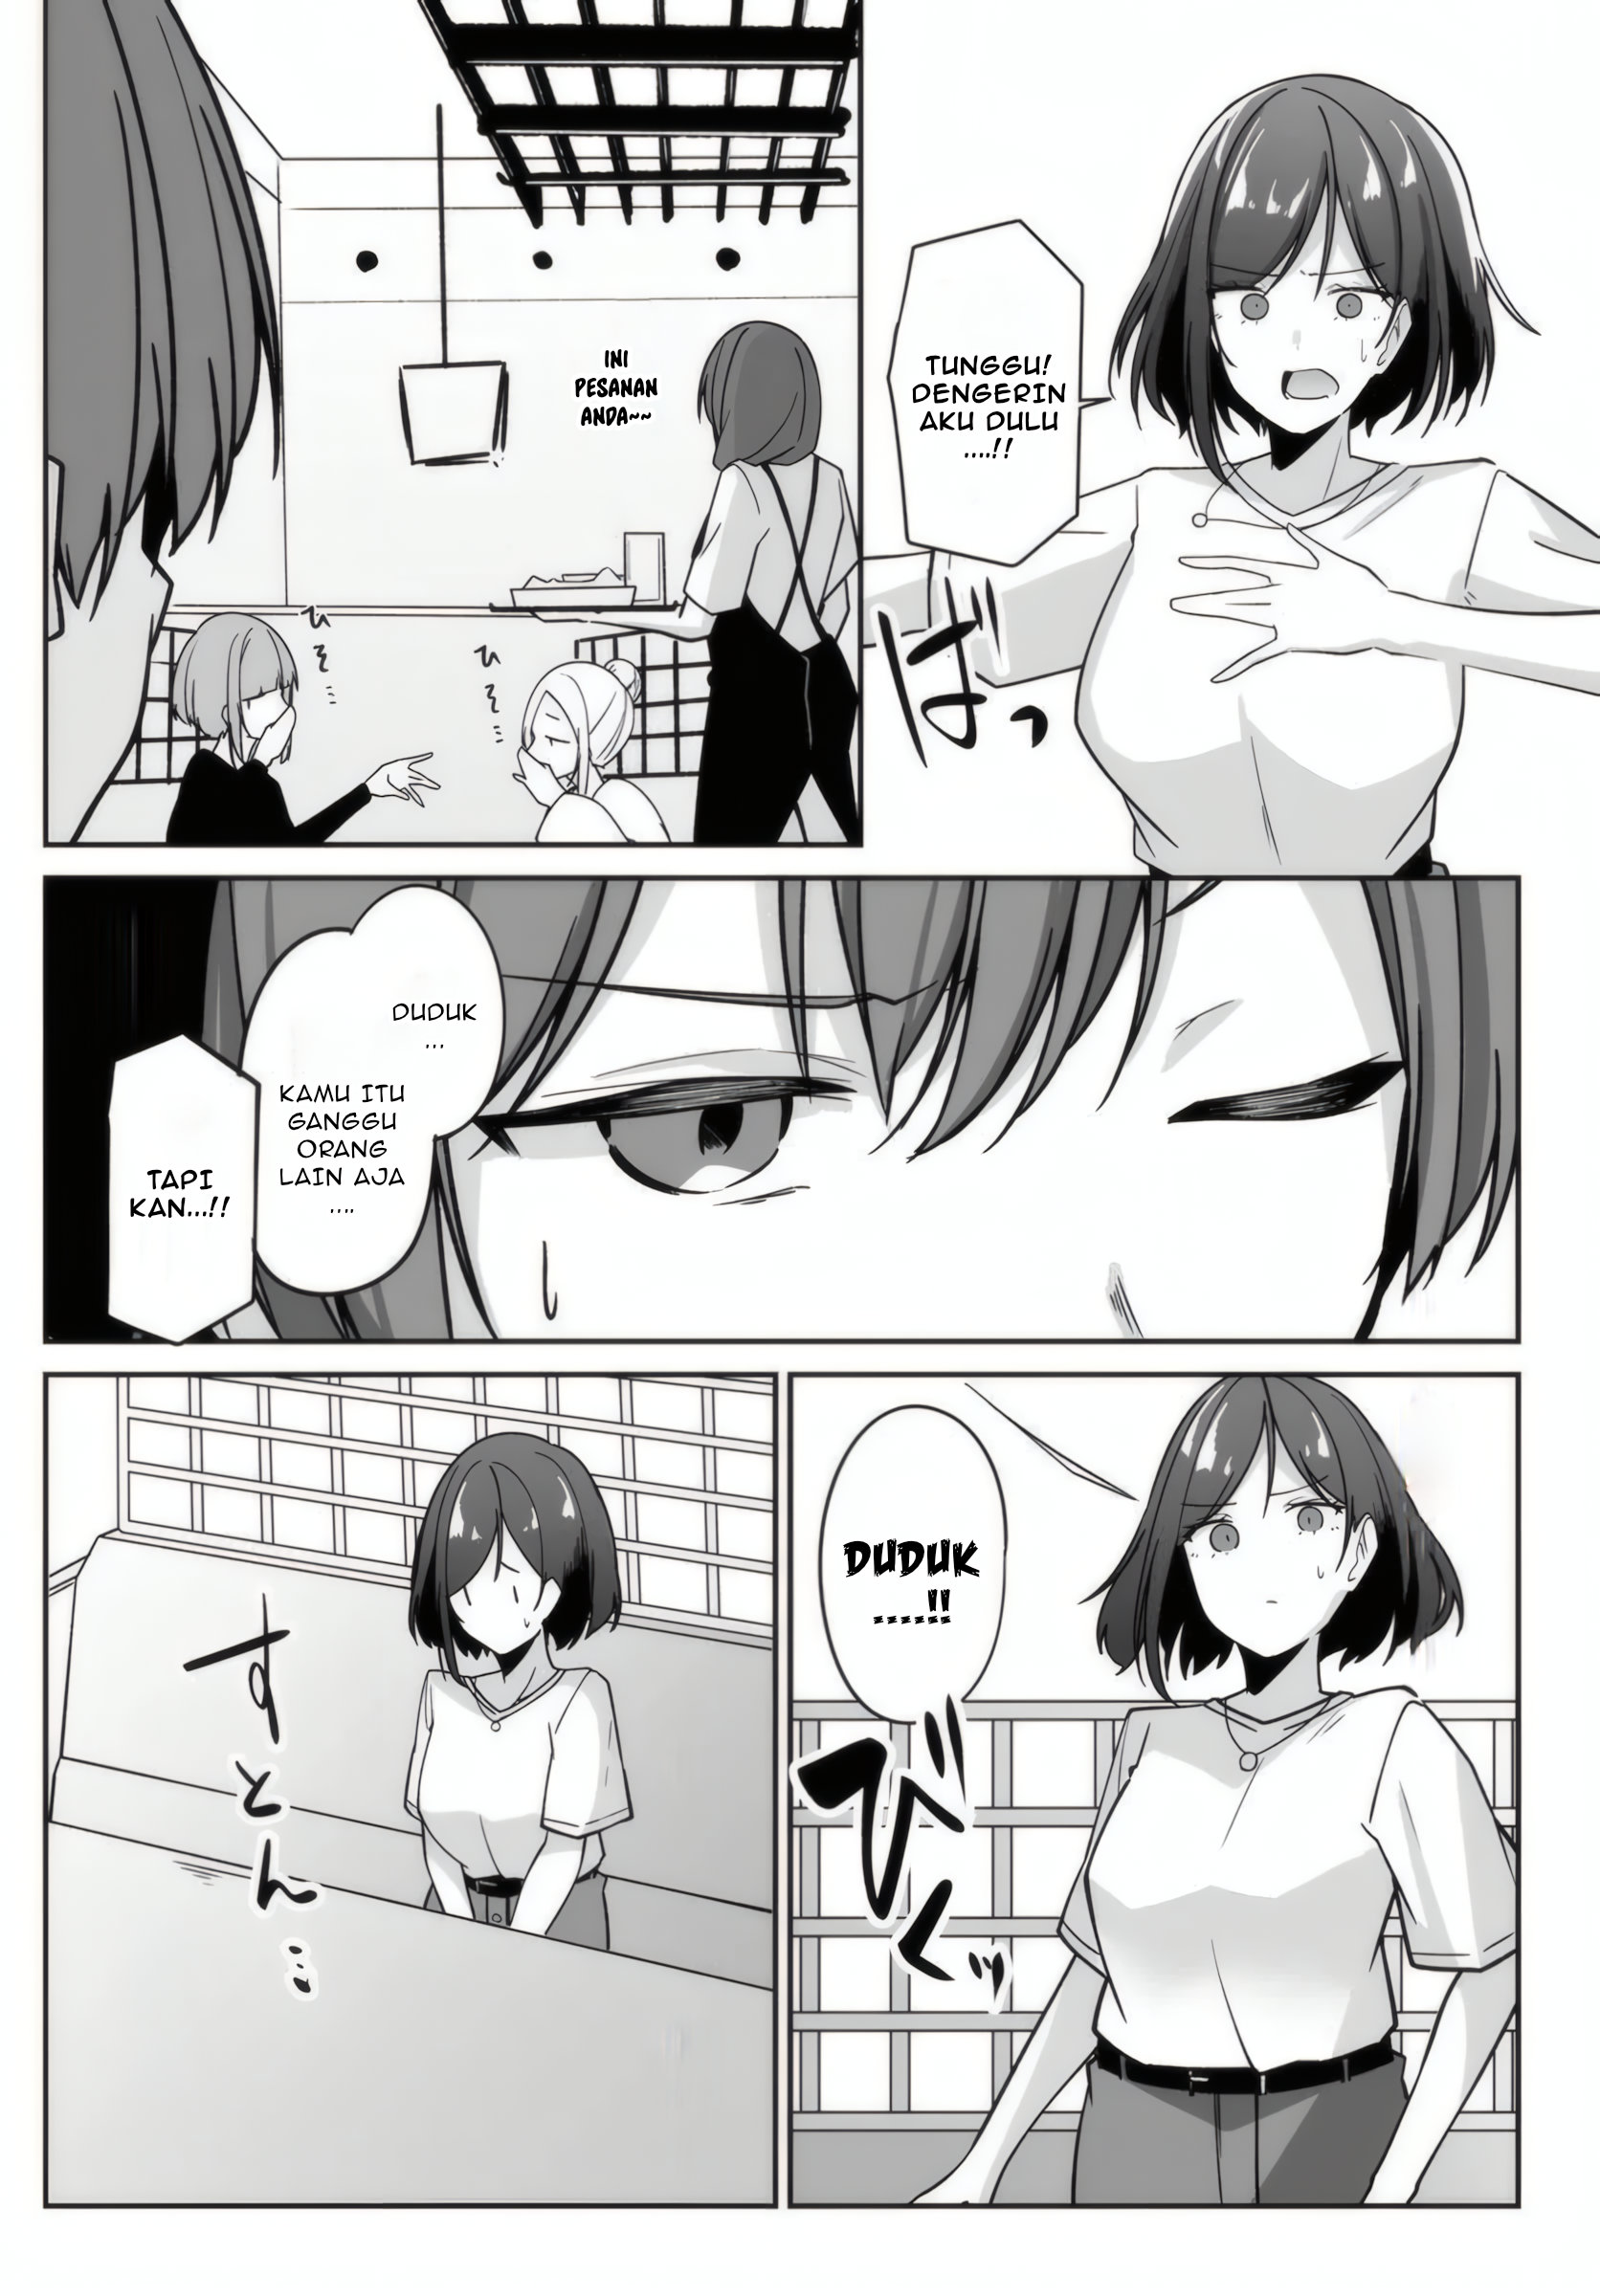 TUNGGU!
DENGERIN
AKU DULU
....!!
ばっ
INI
PESANAN
ANDA~~
ひそ…
ひそ…
DUDUK
...
KAMU ITU
GANGGU
ORANG
LAIN AJA
....
TAPI
KAN...!!
DUDUK
.....!!
びくッ
すとん…